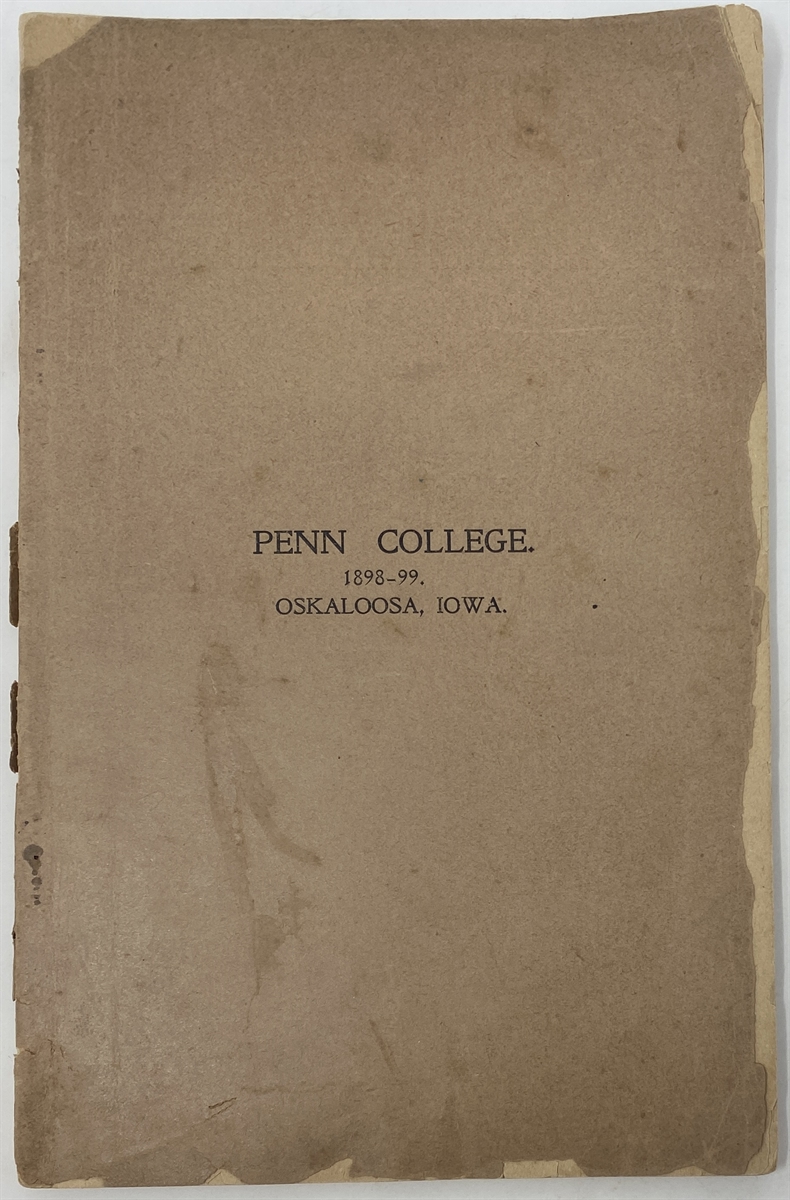 PENN COLLEGE.
1898-99.
OSKALOOSA, IOWA.